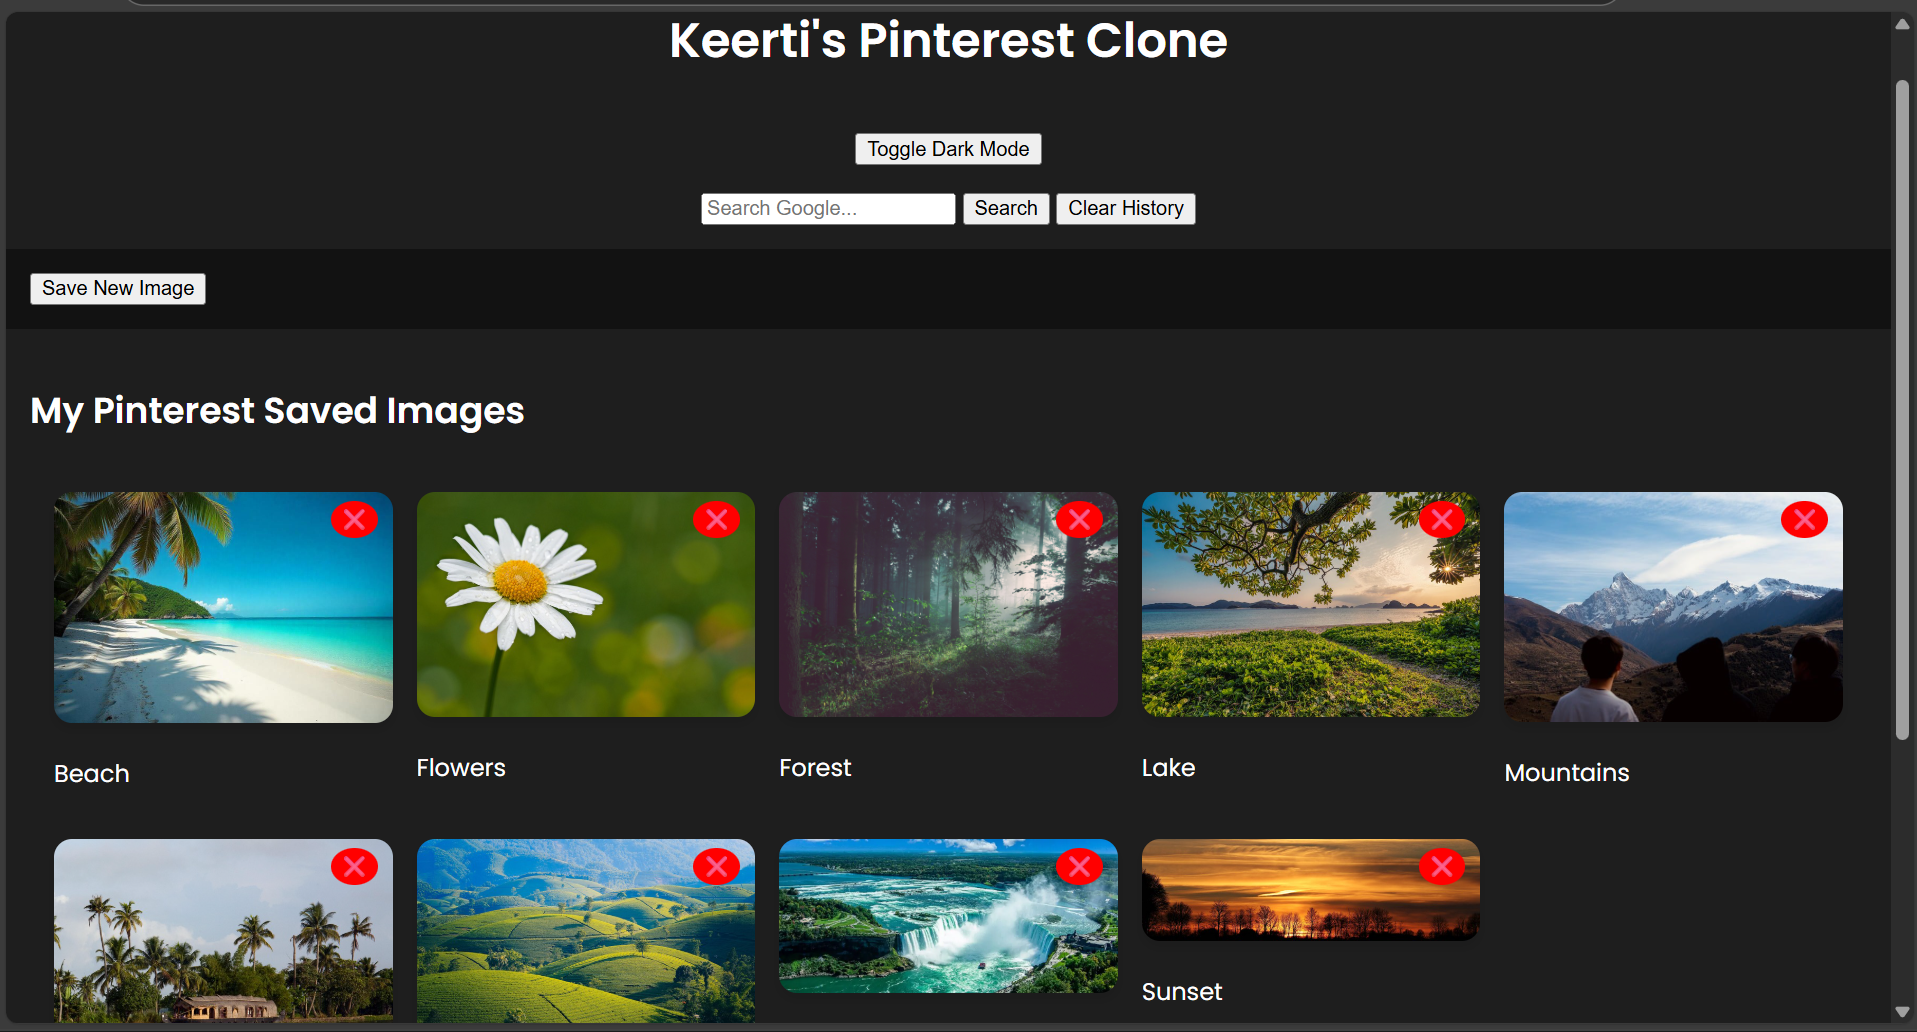 Keerti's Pinterest Clone
Toggle Dark Mode
Search Google... Search Clear History
Save New Image
My Pinterest Saved Images
Beach Flowers Forest Lake Mountains
Sunset